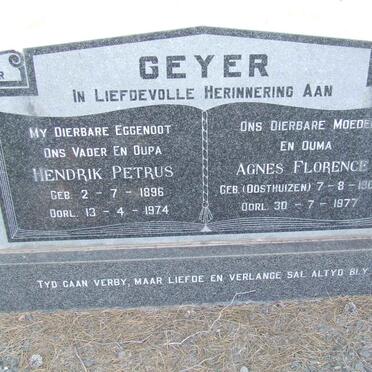 GEYER
IN LIEFDEVOLLE HERINNERING AAN
MY DIERBARE EGGENOOT
ONS VADER EN OUPA
HENDRIK PETRUS
GEB. 2-7-1896
OORL. 13-4-1974
ONS DIERBARE MOEDER
EN OUMA
AGNES FLORENCE
GEB. (OOSTHUIZEN) 7-8-19
OORL. 30-7-1977
TYD GAAN VERBY, MAAR LIEFDE EN VERLANGE SAL ALTYD BLY